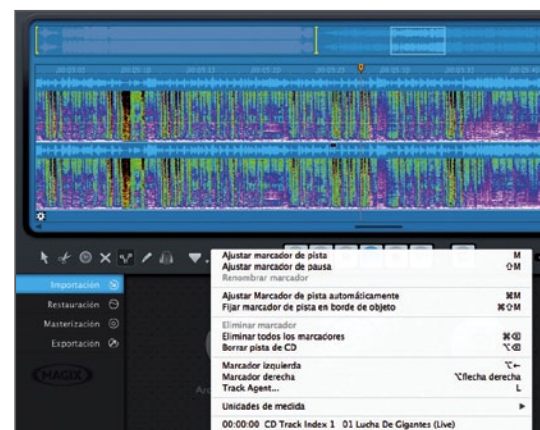 Importación
Restauración
Masterización
Exportación
MAGIX
Ajustar marcador de pista M
Ajustar marcador de pausa ⇧M
Renombrar marcador
Ajustar Marcador de pista automáticamente ⌘M
Fijar marcador de pista en borde de objeto ⌘⇧M
Eliminar marcador
Eliminar todos los marcadores ⌘⌫
Borrar pista de CD ⌥⌫
Marcador izquierda ⌥←
Marcador derecha ⌥flecha derecha
Track Agent... L
Unidades de medida
00:00:00 CD Track Index 1 01 Lucha De Gigantes (Live)